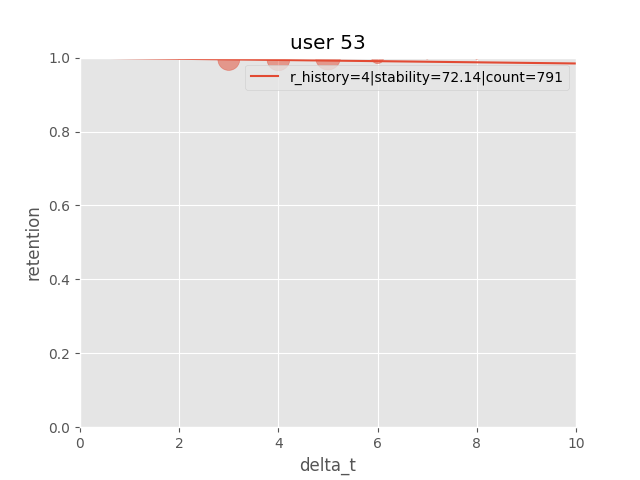 user 53
r_history=4|stability=72.14|count=791
retention
1.0
0.8
0.6
0.4
0.2
0.0
0 2 4 6 8 10
delta_t